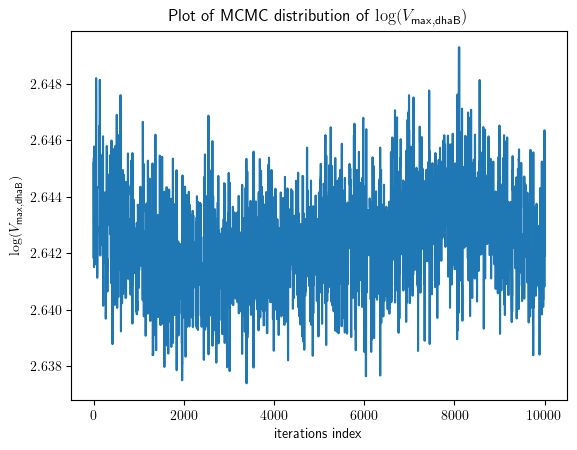 Plot of MCMC distribution of log(V_max,dhaB)
log(V_max,dhaB)
2.648
2.646
2.644
2.642
2.640
2.638
0 2000 4000 6000 8000 10000
iterations index